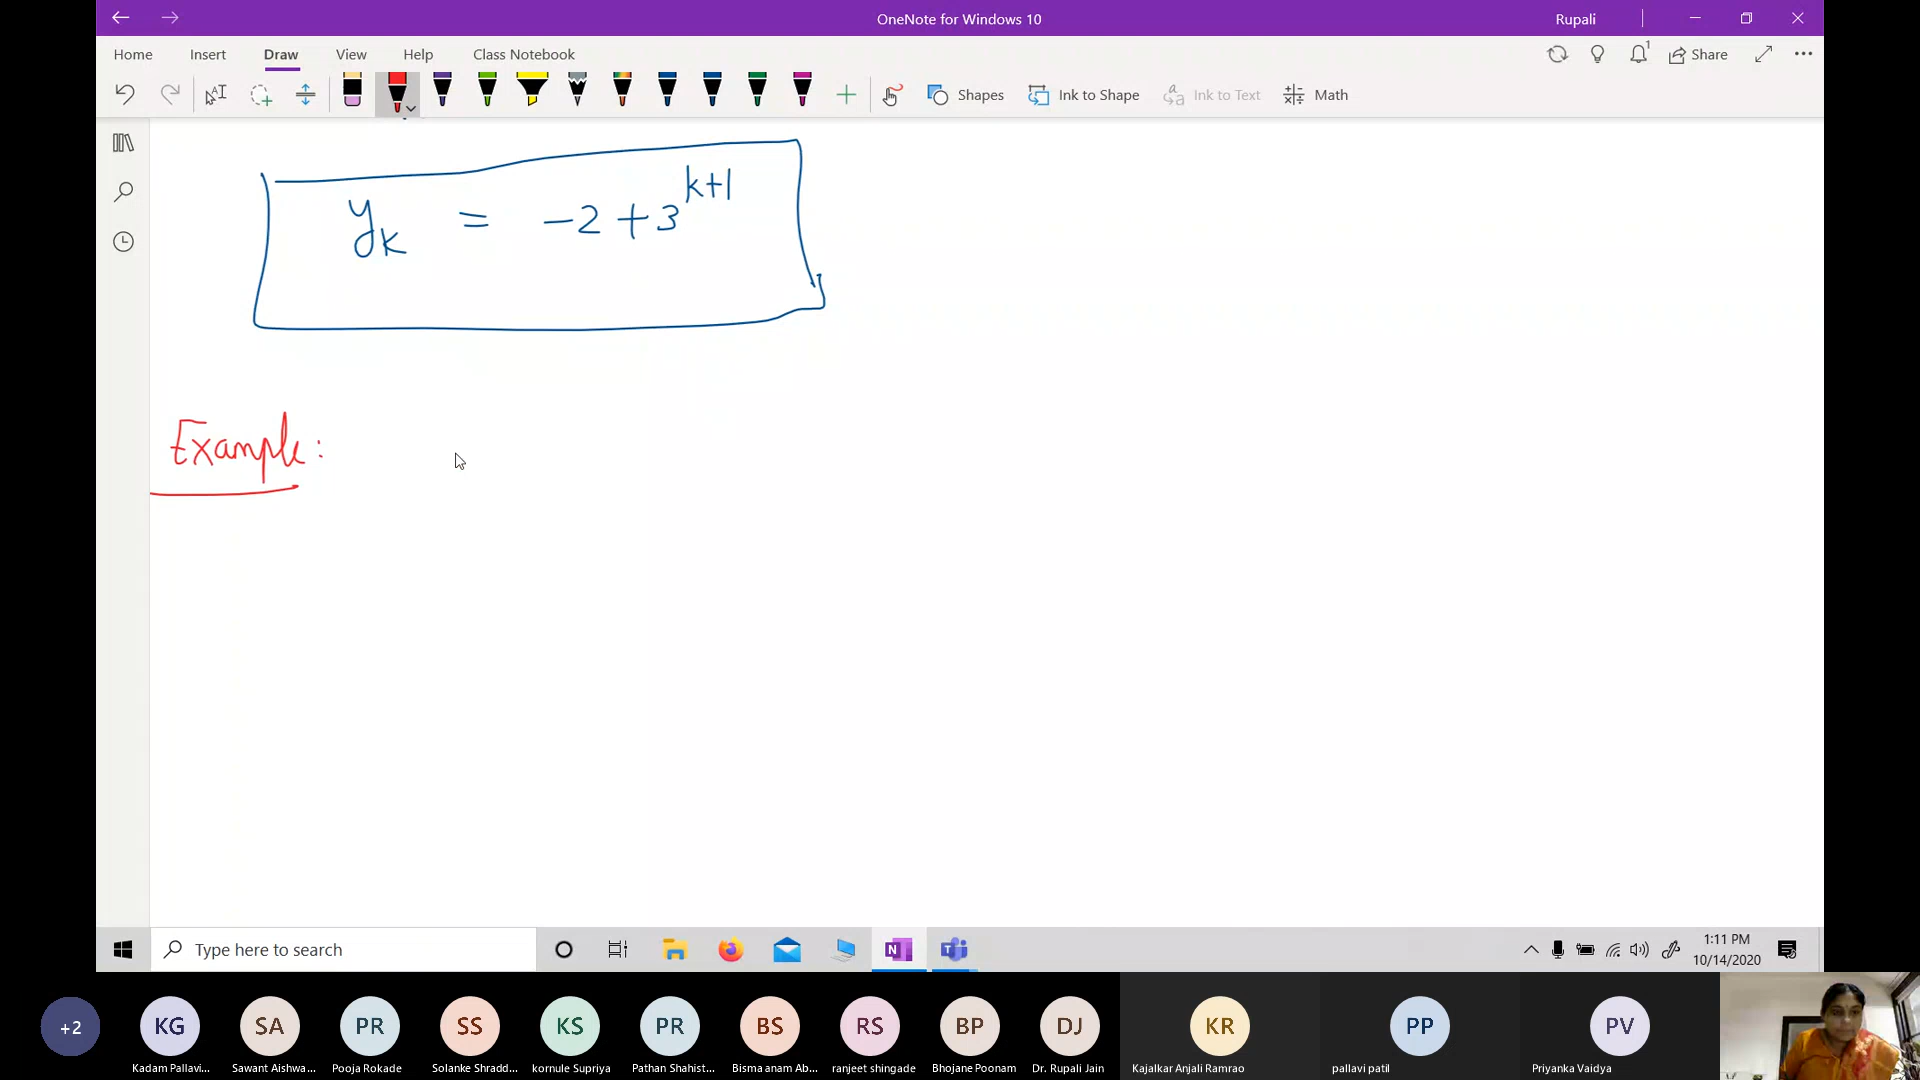 OneNote for Windows 10
Rupali
Home Insert Draw View Help Class Notebook
1 Share
Shapes Ink to Shape Ink to Text Math
y_k = -2 + 3^{k+1}
Example:
Type here to search
1:11 PM
10/14/2020
+2 KG SA PR SS KS PR BS RS BP DJ KR PP PV
Kadam Pallavi... Sawant Aishwa... Pooja Rokade Solanke Shradd... kornule Supriya Pathan Shahist... Bisma anam Ab... ranjeet shingade Bhojane Poonam Dr. Rupali Jain Kajalkar Anjali Ramrao pallavi patil Priyanka Vaidya